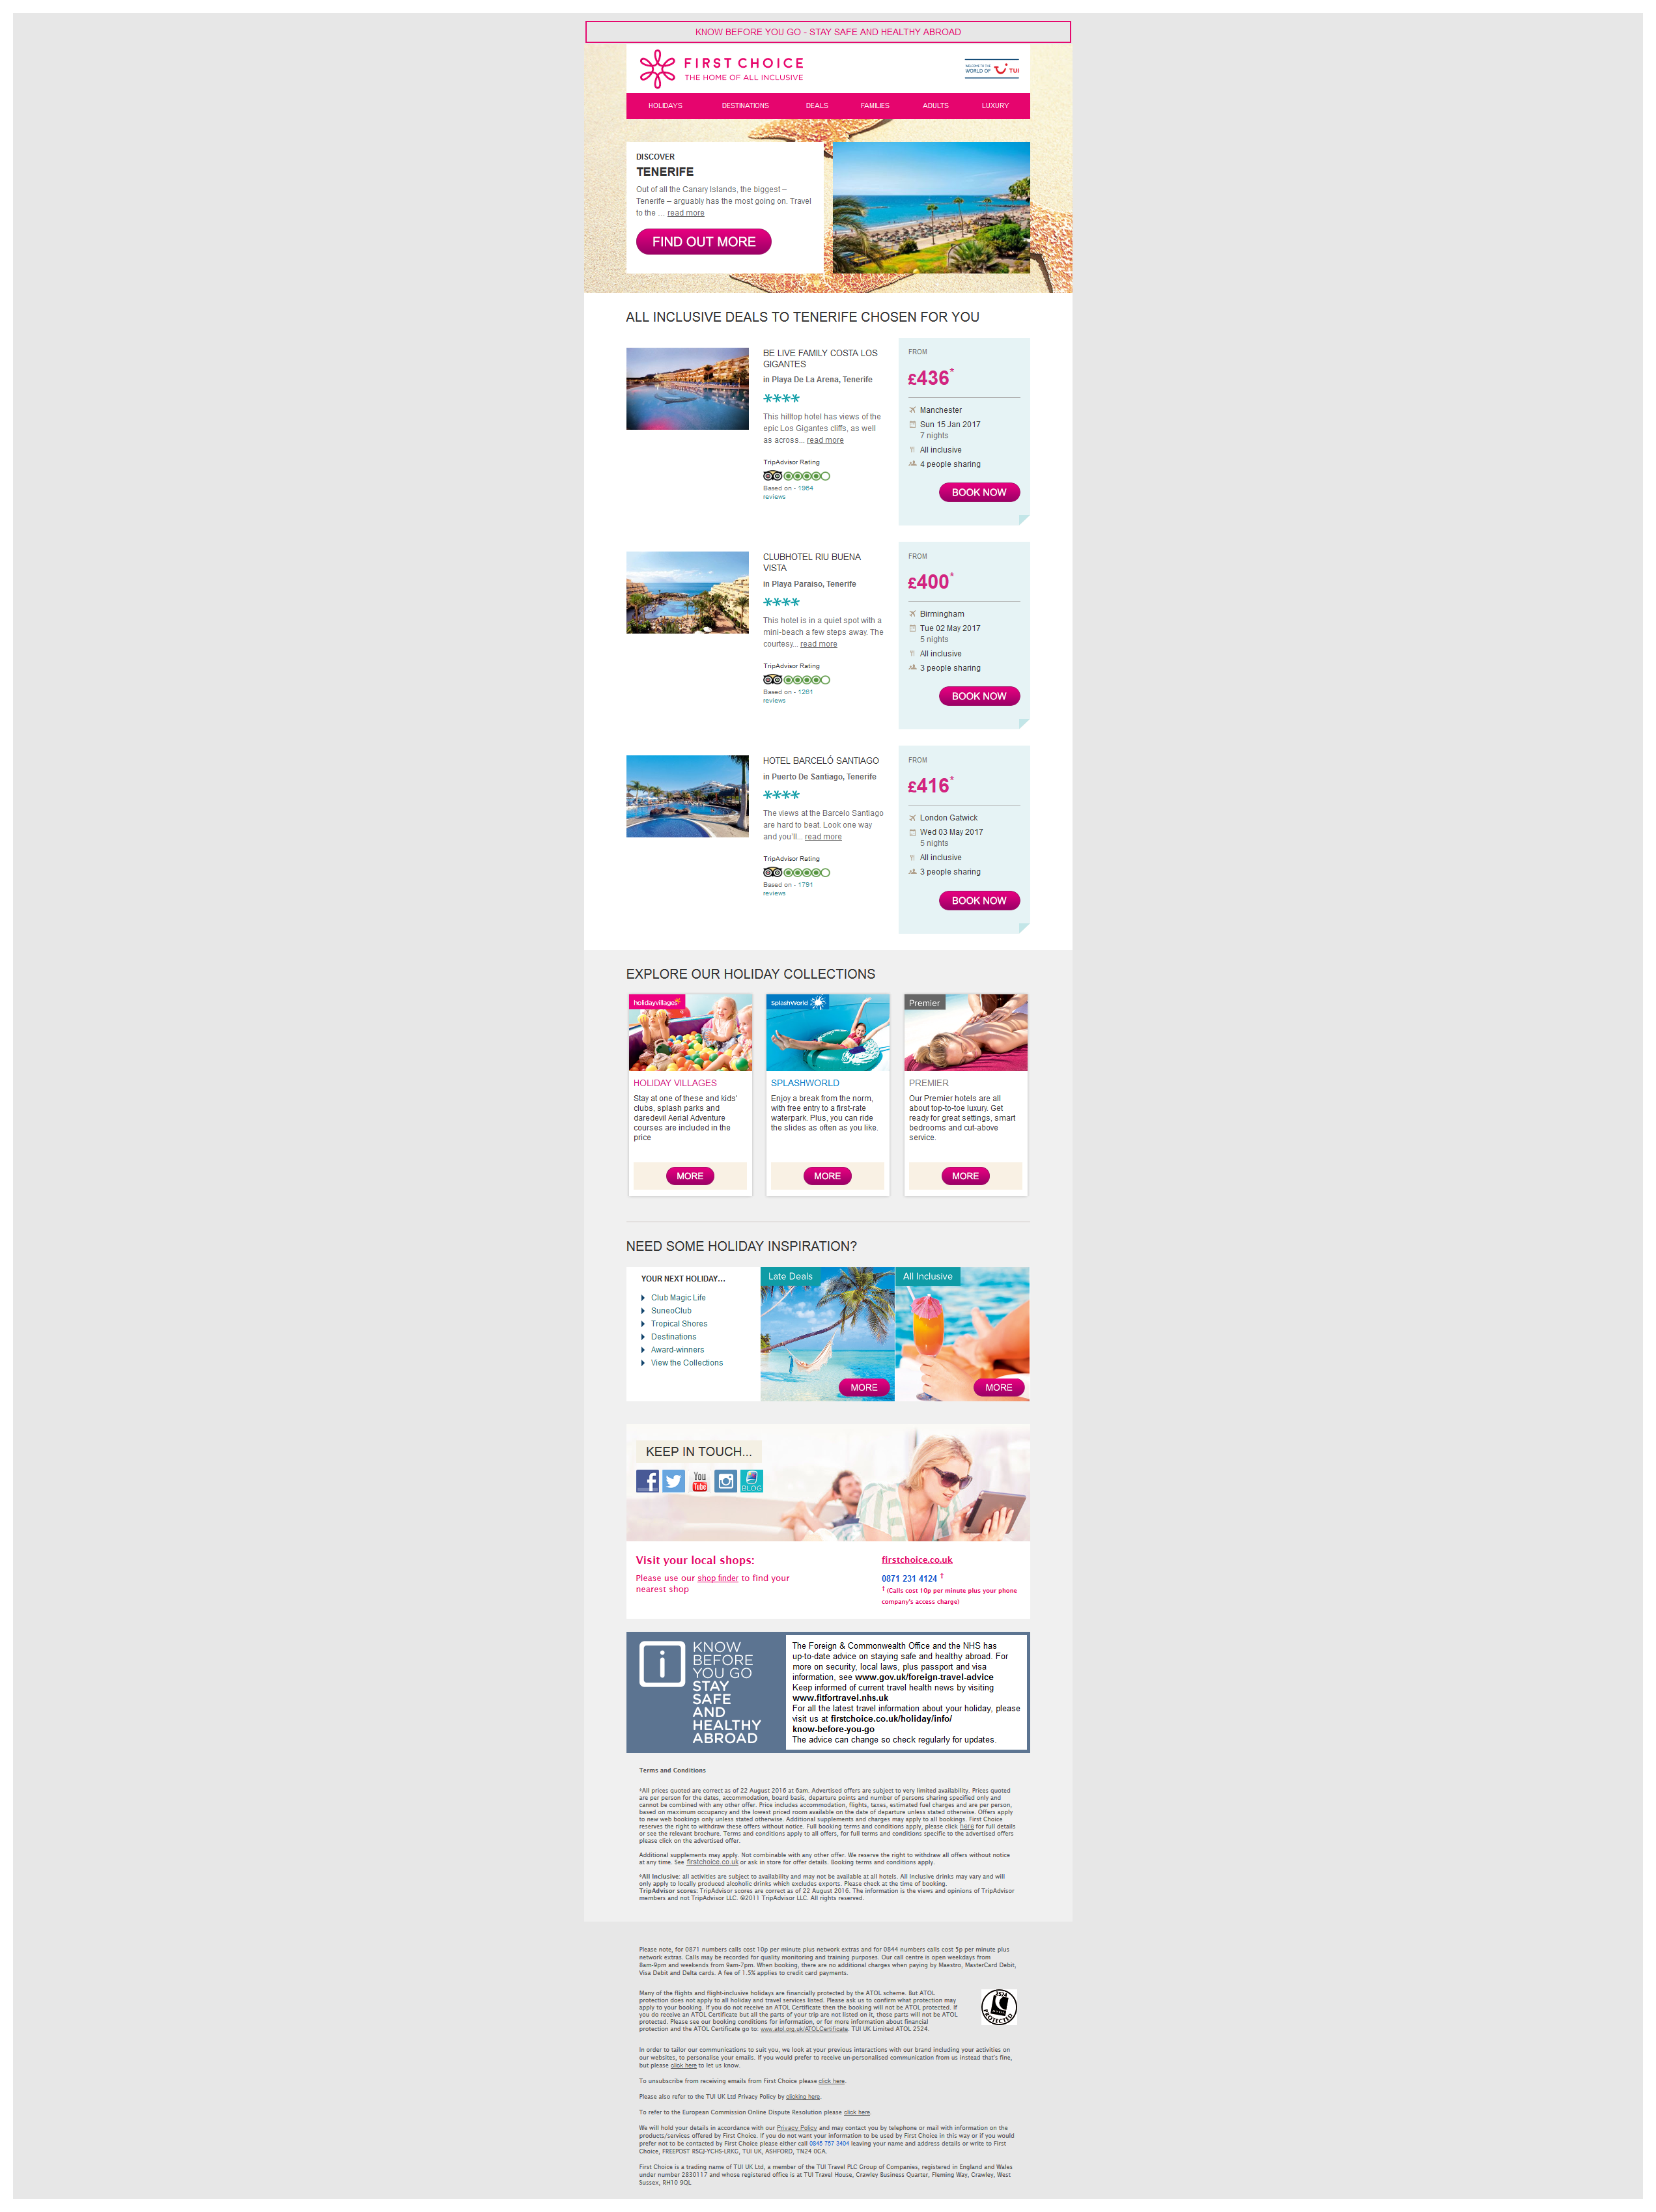 KNOW BEFORE YOU GO - STAY SAFE AND HEALTHY ABROAD
FIRST CHOICE
THE HOME OF ALL INCLUSIVE
WELCOME TO THE
WORLD OF TUI
HOLIDAYS DESTINATIONS DEALS FAMILIES ADULTS LUXURY
DISCOVER
TENERIFE
Out of all the Canary Islands, the biggest –
Tenerife – arguably has the most going on. Travel
to the … read more
FIND OUT MORE
ALL INCLUSIVE DEALS TO TENERIFE CHOSEN FOR YOU
BE LIVE FAMILY COSTA LOS
GIGANTES
in Playa De La Arena, Tenerife
This hilltop hotel has views of the
epic Los Gigantes cliffs, as well
as across... read more
TripAdvisor Rating
Based on - 1964
reviews
FROM
£436*
Manchester
Sun 15 Jan 2017
7 nights
All inclusive
4 people sharing
BOOK NOW
CLUBHOTEL RIU BUENA
VISTA
in Playa Paraiso, Tenerife
This hotel is in a quiet spot with a
mini-beach a few steps away. The
courtesy... read more
TripAdvisor Rating
Based on - 1261
reviews
FROM
£400*
Birmingham
Tue 02 May 2017
5 nights
All inclusive
3 people sharing
BOOK NOW
HOTEL BARCELÓ SANTIAGO
in Puerto De Santiago, Tenerife
The views at the Barcelo Santiago
are hard to beat. Look one way
and you'll... read more
TripAdvisor Rating
Based on - 1791
reviews
FROM
£416*
London Gatwick
Wed 03 May 2017
5 nights
All inclusive
3 people sharing
BOOK NOW
EXPLORE OUR HOLIDAY COLLECTIONS
holidayvillages
HOLIDAY VILLAGES
Stay at one of these and kids'
clubs, splash parks and
daredevil Aerial Adventure
courses are included in the
price
MORE
SplashWorld
SPLASHWORLD
Enjoy a break from the norm,
with free entry to a first-rate
waterpark. Plus, you can ride
the slides as often as you like.
MORE
Premier
PREMIER
Our Premier hotels are all
about top-to-toe luxury. Get
ready for great settings, smart
bedrooms and cut-above
service.
MORE
NEED SOME HOLIDAY INSPIRATION?
YOUR NEXT HOLIDAY...
Club Magic Life
SuneoClub
Tropical Shores
Destinations
Award-winners
View the Collections
Late Deals
MORE
All Inclusive
MORE
KEEP IN TOUCH...
You Tube
BLOG
Visit your local shops:
Please use our shop finder to find your
nearest shop
firstchoice.co.uk
0871 231 4124 †
† (Calls cost 10p per minute plus your phone
company's access charge)
KNOW
BEFORE
YOU GO
STAY
SAFE
AND
HEALTHY
ABROAD
The Foreign & Commonwealth Office and the NHS has
up-to-date advice on staying safe and healthy abroad. For
more on security, local laws, plus passport and visa
information, see www.gov.uk/foreign-travel-advice
Keep informed of current travel health news by visiting
www.fitfortravel.nhs.uk
For all the latest travel information about your holiday, please
visit us at firstchoice.co.uk/holiday/info/
know-before-you-go
The advice can change so check regularly for updates.
Terms and Conditions
*All prices quoted are correct as of 22 August 2016 at 6am. Advertised offers are subject to very limited availability. Prices quoted
are per person for the dates, accommodation, board basis, departure points and number of persons sharing specified only and
cannot be combined with any other offer. Price includes accommodation, flights, taxes, estimated fuel charges and are per person,
based on maximum occupancy and the lowest priced room available on the date of departure unless stated otherwise. Offers apply
to new web bookings only unless stated otherwise. Additional supplements and charges may apply to all bookings. First Choice
reserves the right to withdraw these offers without notice. Full booking terms and conditions apply, please click here for full details
or see the relevant brochure. Terms and conditions apply to all offers, for full terms and conditions specific to the advertised offers
please click on the advertised offer.
Additional supplements may apply. Not combinable with any other offer. We reserve the right to withdraw all offers without notice
at any time. See firstchoice.co.uk or ask in store for offer details. Booking terms and conditions apply.
*All Inclusive: all activities are subject to availability and may not be available at all hotels. All Inclusive drinks may vary and will
only apply to locally produced alcoholic drinks which excludes exports. Please check at the time of booking.
TripAdvisor scores: TripAdvisor scores are correct as of 22 August 2016. The information is the views and opinions of TripAdvisor
members and not TripAdvisor LLC. ©2011 TripAdvisor LLC. All rights reserved.
Please note, for 0871 numbers calls cost 10p per minute plus network extras and for 0844 numbers calls cost 5p per minute plus
network extras. Calls may be recorded for quality monitoring and training purposes. Our call centre is open weekdays from
8am-9pm and weekends from 9am-7pm. When booking, there are no additional charges when paying by Maestro, MasterCard Debit,
Visa Debit and Delta cards. A fee of 1.5% applies to credit card payments.
Many of the flights and flight-inclusive holidays are financially protected by the ATOL scheme. But ATOL
protection does not apply to all holiday and travel services listed. Please ask us to confirm what protection may
apply to your booking. If you do not receive an ATOL Certificate then the booking will not be ATOL protected. If
you do receive an ATOL Certificate but all the parts of your trip are not listed on it, those parts will not be ATOL
protected. Please see our booking conditions for information, or for more information about financial
protection and the ATOL Certificate go to: www.atol.org.uk/ATOLCertificate. TUI UK Limited ATOL 2524.
2524
PROTECTED
In order to tailor our communications to suit you, we look at your previous interactions with our brand including your activities on
our websites, to personalise your emails. If you would prefer to receive un-personalised communication from us instead that's fine,
but please click here to let us know.
To unsubscribe from receiving emails from First Choice please click here.
Please also refer to the TUI UK Ltd Privacy Policy by clicking here.
To refer to the European Commission Online Dispute Resolution please click here.
We will hold your details in accordance with our Privacy Policy and may contact you by telephone or mail with information on the
products/services offered by First Choice. If you do not want your information to be used by First Choice in this way or if you would
prefer not to be contacted by First Choice please either call 0845 757 3404 leaving your name and address details or write to First
Choice, FREEPOST RSGJ-YCHS-LRKG, TUI UK, ASHFORD, TN24 0CA.
First Choice is a trading name of TUI UK Ltd, a member of the TUI Travel PLC Group of Companies, registered in England and Wales
under number 2830117 and whose registered office is at TUI Travel House, Crawley Business Quarter, Fleming Way, Crawley, West
Sussex, RH10 9QL